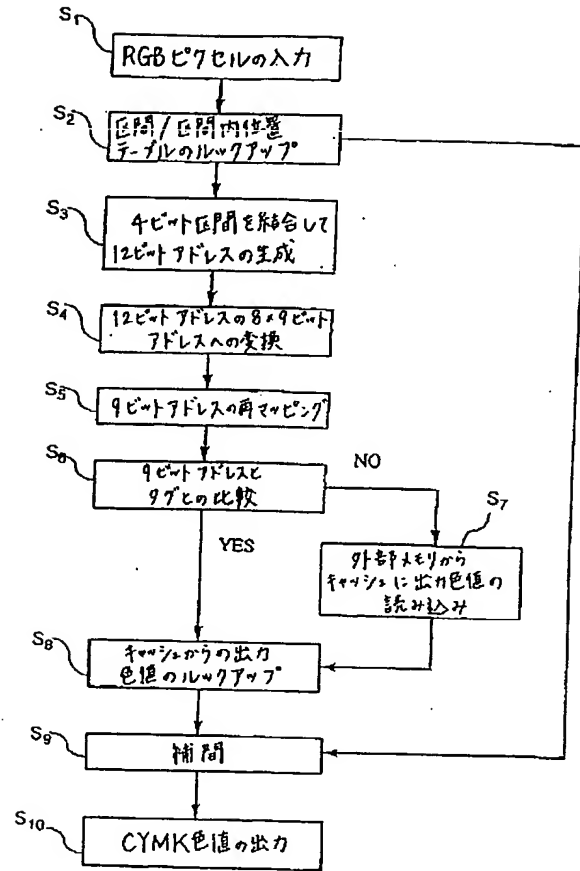 S1
RGBピクセルの入力
S2
区間/区間内位置
テーブルのルックアップ
S3
4ビット区間を結合して
12ビットアドレスの生成
S4
12ビットアドレスの8×9ビット
アドレスへの変換
S5
9ビットアドレスの再マッピング
S6
9ビットアドレスと
タグとの比較
NO
YES
S7
外部メモリから
キャッシュに出力色値の
読み込み
S8
キャッシュからの出力
色値のルックアップ
S9
補間
S10
CYMK色値の出力